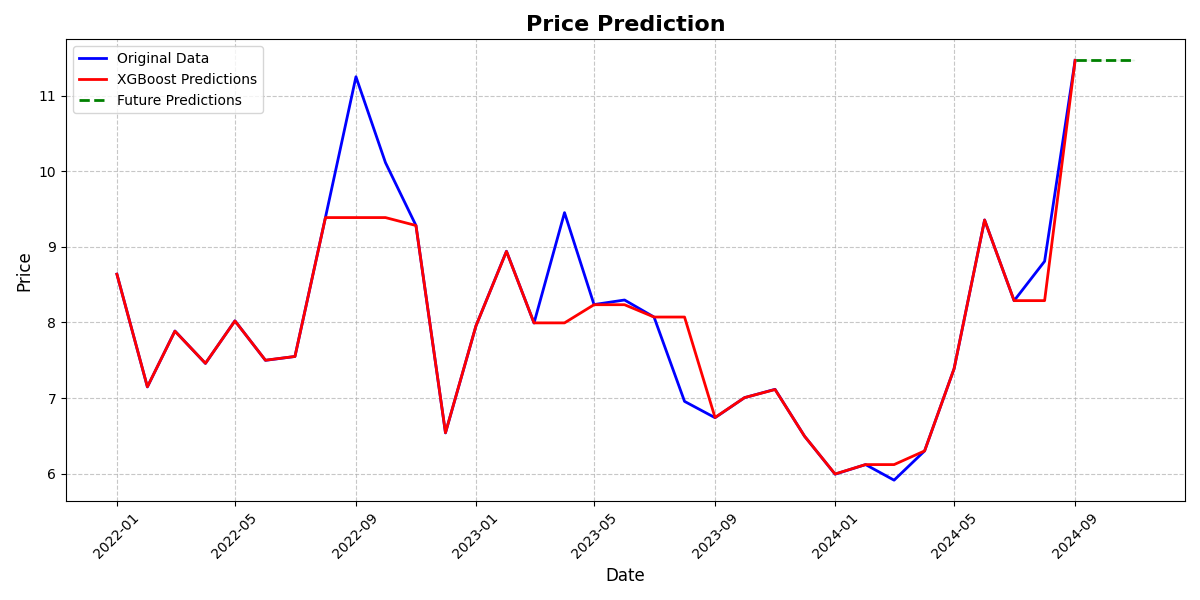 Price Prediction
Original Data
XGBoost Predictions
Future Predictions
11
10
9
8
7
6
Price
2022-01
2022-05
2022-09
2023-01
2023-05
2023-09
2024-01
2024-05
2024-09
Date